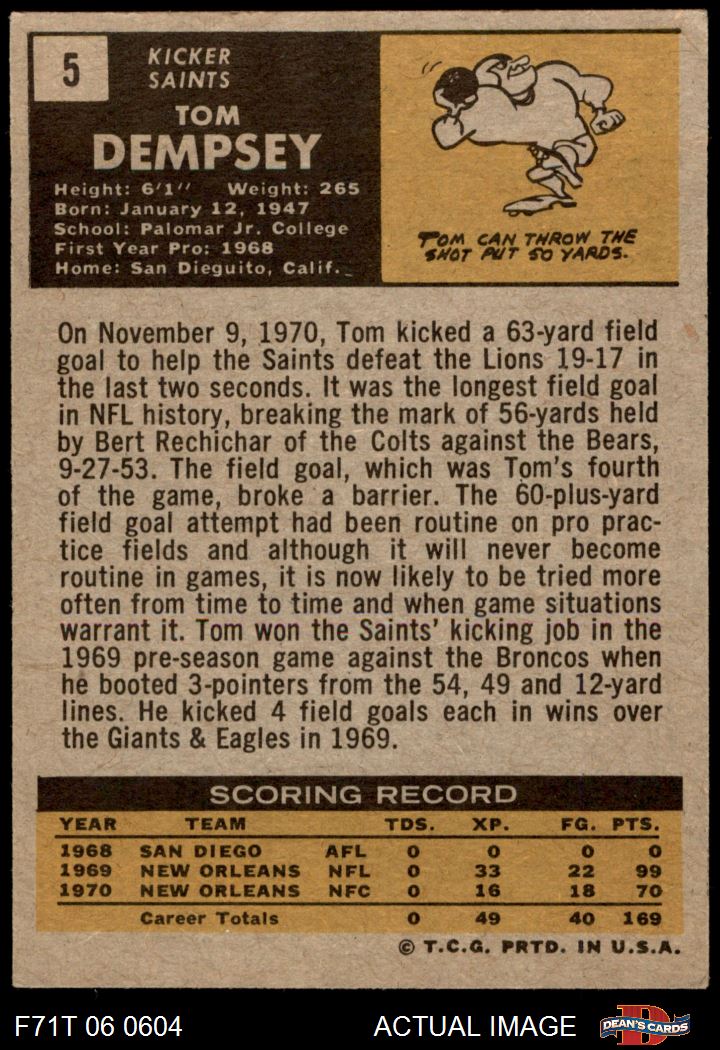 5
KICKER
SAINTS
TOM
DEMPSEY
Height: 6'1" Weight: 265
Born: January 12, 1947
School: Palomar Jr. College
First Year Pro: 1968
Home: San Dieguito, Calif.
TOM CAN THROW THE
SHOT PUT 50 YARDS.
On November 9, 1970, Tom kicked a 63-yard field
goal to help the Saints defeat the Lions 19-17 in
the last two seconds. It was the longest field goal
in NFL history, breaking the mark of 56-yards held
by Bert Rechichar of the Colts against the Bears,
9-27-53. The field goal, which was Tom's fourth
of the game, broke a barrier. The 60-plus-yard
field goal attempt had been routine on pro prac-
tice fields and although it will never become
routine in games, it is now likely to be tried more
often from time to time and when game situations
warrant it. Tom won the Saints' kicking job in the
1969 pre-season game against the Broncos when
he booted 3-pointers from the 54, 49 and 12-yard
lines. He kicked 4 field goals each in wins over
the Giants & Eagles in 1969.
SCORING RECORD
YEAR TEAM TDS. XP. FG. PTS.
1968 SAN DIEGO AFL 0 0 0 0
1969 NEW ORLEANS NFL 0 33 22 99
1970 NEW ORLEANS NFC 0 16 18 70
Career Totals 0 49 40 169
© T.C.G. PRTD. IN U.S.A.
F71T 06 0604 ACTUAL IMAGE D DEAN'S CARDS